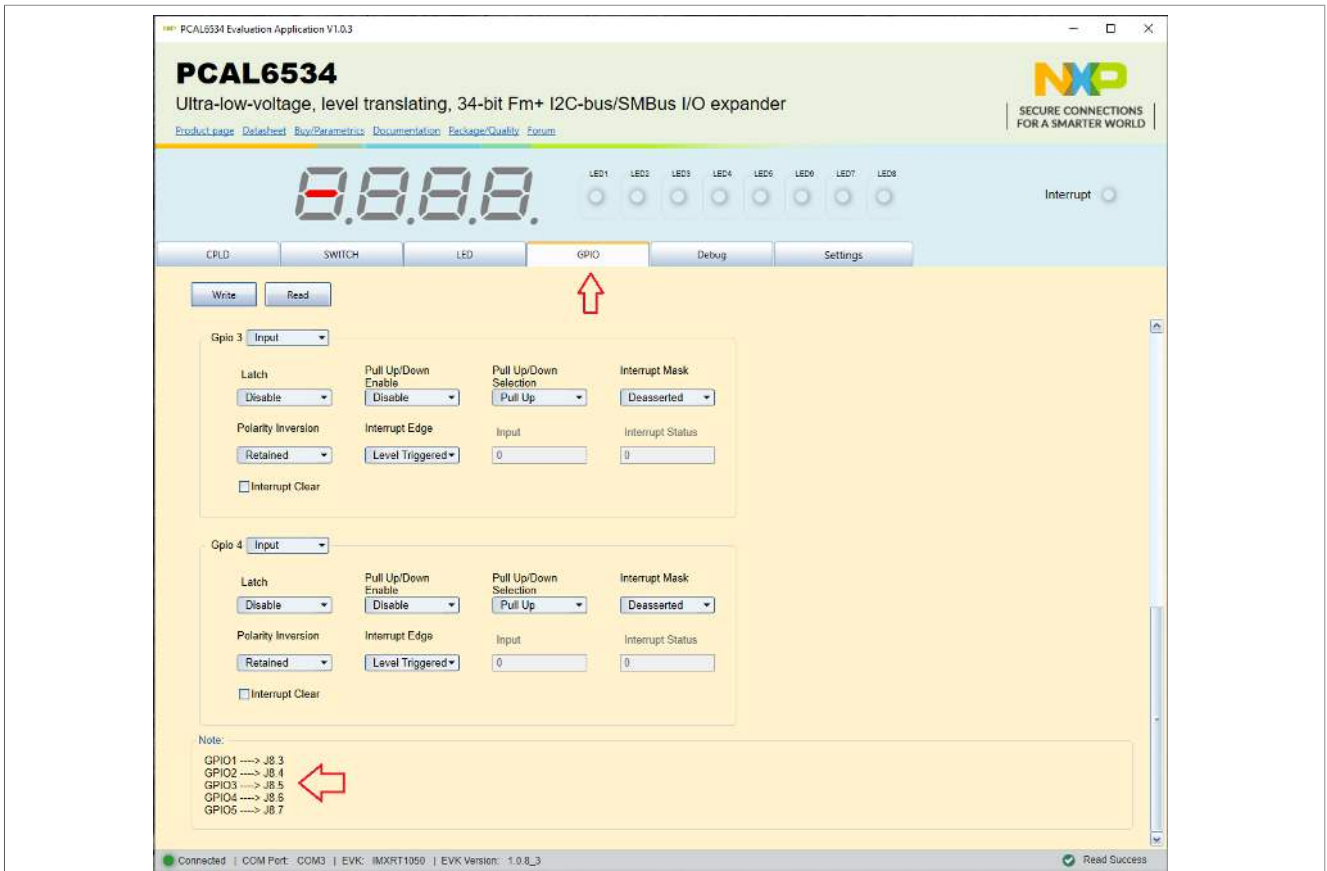 PCAL6534 Evaluation Application V1.0.3
PCAL6534
Ultra-low-voltage, level translating, 34-bit Fm+ I2C-bus/SMBus I/O expander
Product page Datasheet Buy/Parametrics Documentation Package/Quality Forum
NXP
SECURE CONNECTIONS
FOR A SMARTER WORLD
LED1 LED2 LED3 LED4 LED5 LED6 LED7 LED8
Interrupt
CPLD SWITCH LED GPIO Debug Settings
Write Read
Gpio 3 Input
Latch Pull Up/Down Enable Pull Up/Down Selection Interrupt Mask
Disable Disable Pull Up Deasserted
Polarity Inversion Interrupt Edge Input Interrupt Status
Retained Level Triggered 0 0
Interrupt Clear
Gpio 4 Input
Latch Pull Up/Down Enable Pull Up/Down Selection Interrupt Mask
Disable Disable Pull Up Deasserted
Polarity Inversion Interrupt Edge Input Interrupt Status
Retained Level Triggered 0 0
Interrupt Clear
Note:
GPIO1 ----> J8.3
GPIO2 ----> J8.4
GPIO3 ----> J8.5
GPIO4 ----> J8.6
GPIO5 ----> J8.7
Connected | COM Port: COM3 | EVK: IMXRT1050 | EVK Version: 1.0.8_3 Read Success